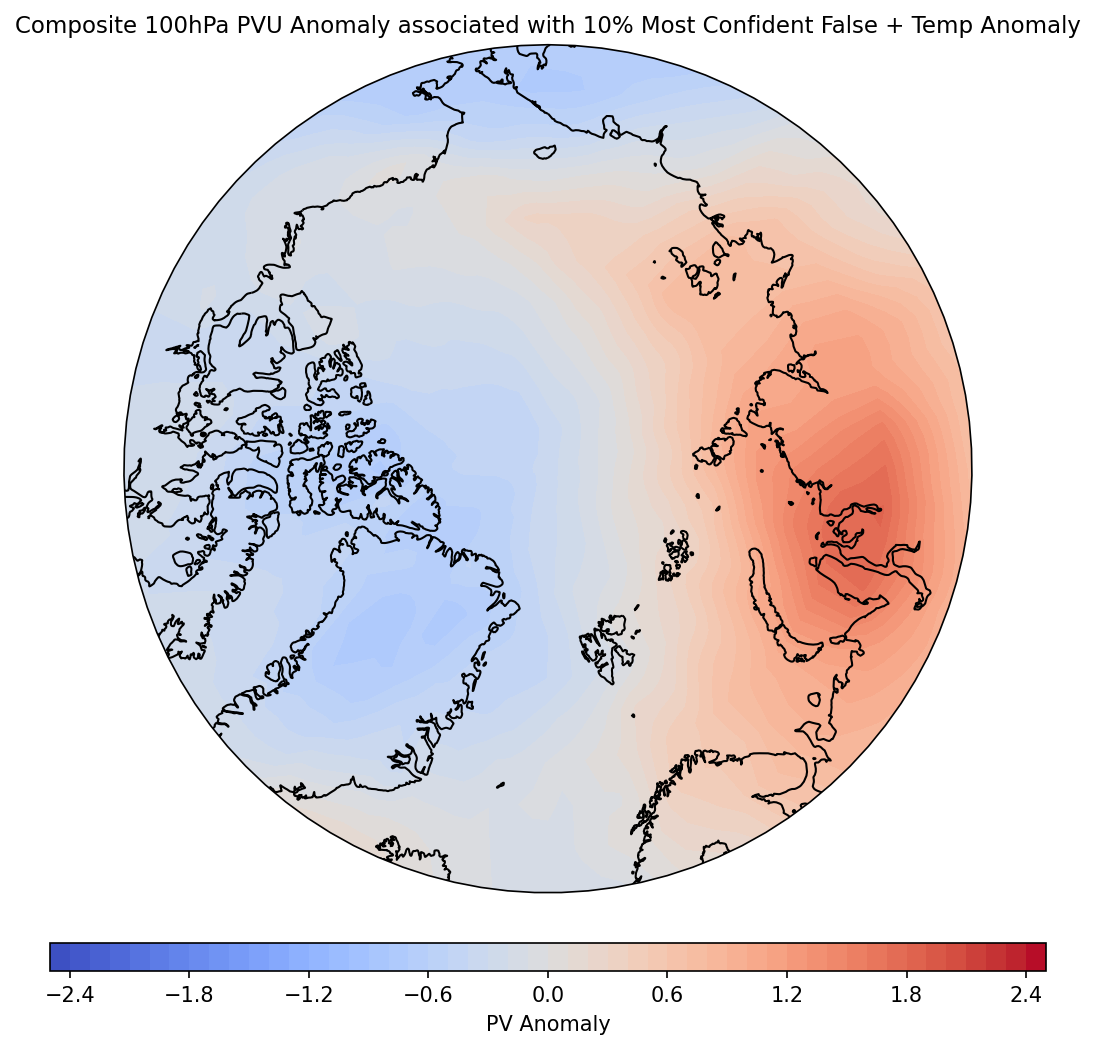 Composite 100hPa PVU Anomaly associated with 10% Most Confident False + Temp Anomaly
−2.4 −1.8 −1.2 −0.6 0.0 0.6 1.2 1.8 2.4
PV Anomaly